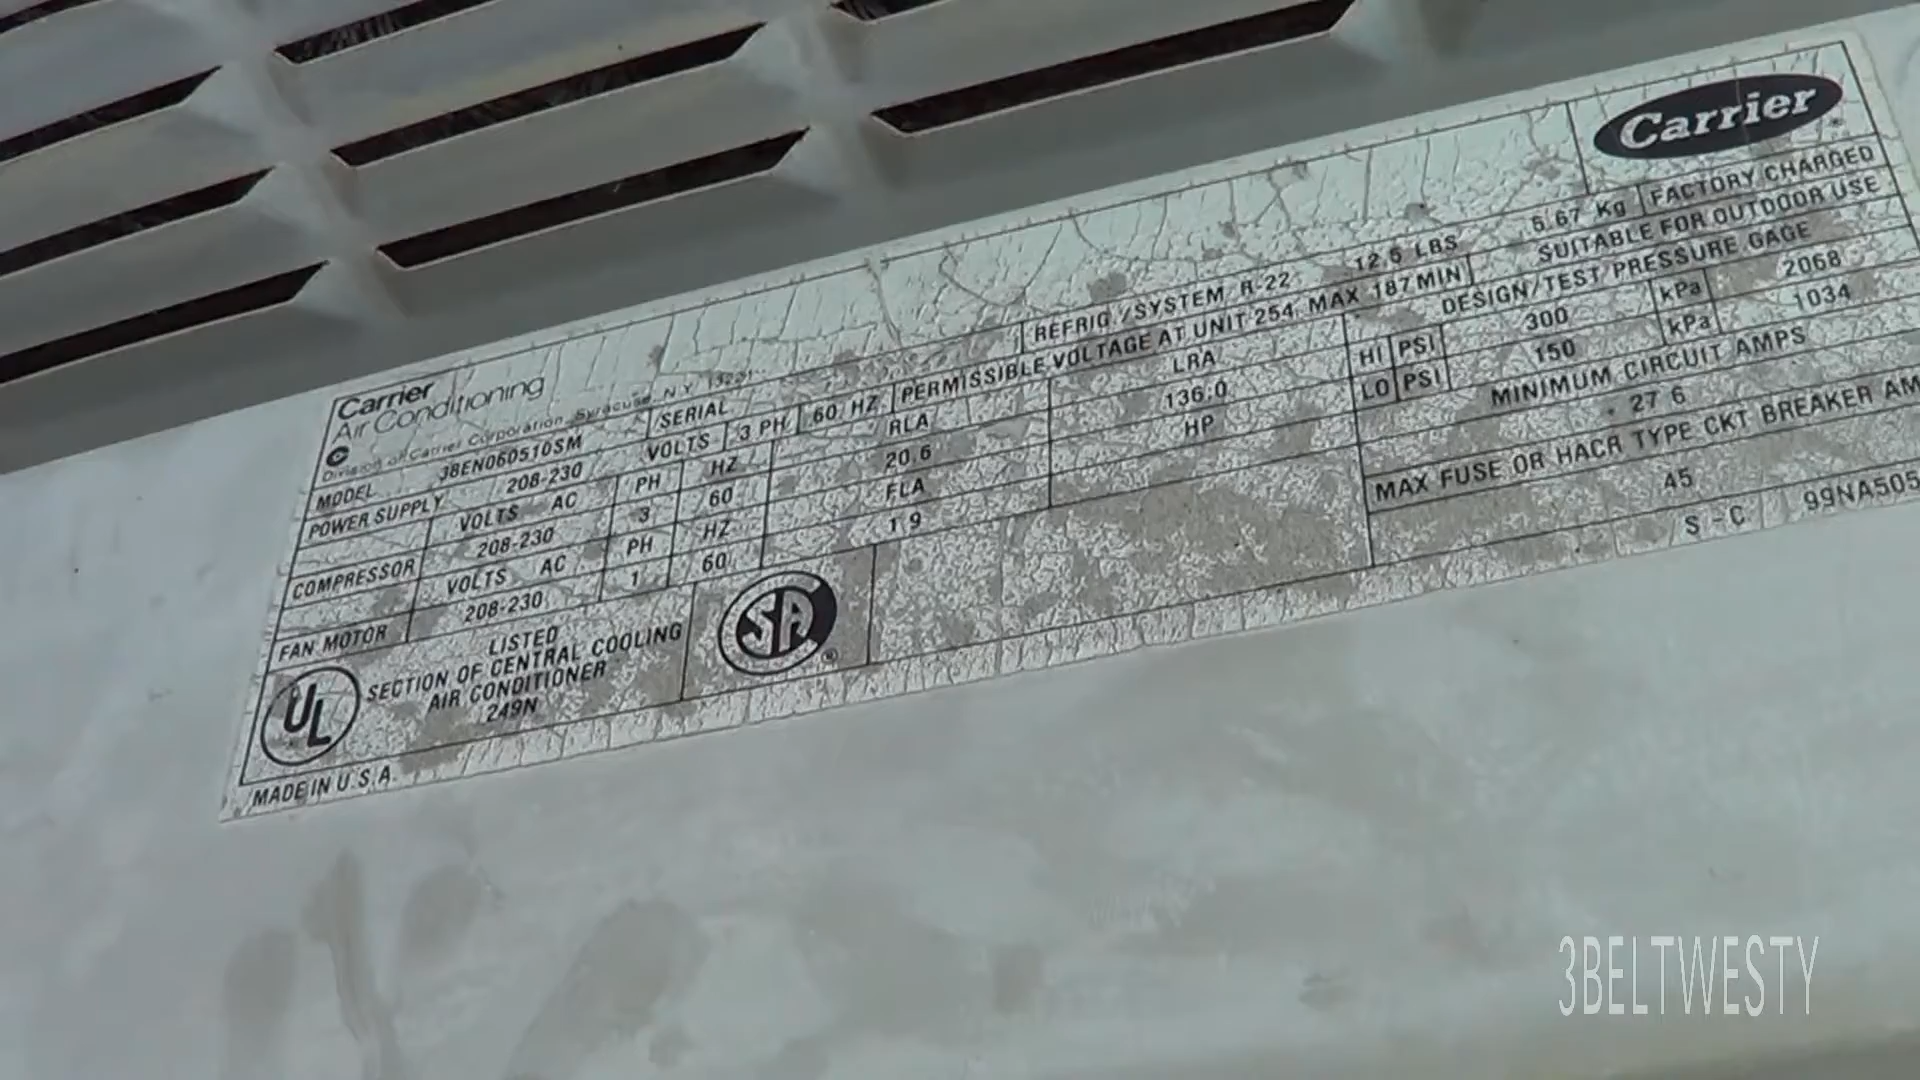 Carrier
Carrier
Air Conditioning
Division of Carrier Corporation Syracuse N.Y. 13201
REFRIG./SYSTEM R-22 12.5 LBS 5.67 Kg FACTORY CHARGED
MODEL 38EN060510SM SERIAL
PERMISSIBLE VOLTAGE AT UNIT 254 MAX 187 MIN SUITABLE FOR OUTDOOR USE
POWER SUPPLY 208-230 VOLTS 3 PH 60 HZ
DESIGN/TEST PRESSURE GAGE
VOLTS AC PH HZ RLA LRA
HI PSI 300 kPa 2068
COMPRESSOR 208-230 3 60 20.6 136.0
LO PSI 150 kPa 1034
VOLTS AC PH HZ FLA HP
MINIMUM CIRCUIT AMPS
FAN MOTOR 208-230 1 60 1.9
27.6
MAX FUSE OR HACR TYPE CKT BREAKER AM
45
UL
LISTED
SECTION OF CENTRAL COOLING
AIR CONDITIONER
249N
SA ®
S-C 99NA505
MADE IN U.S.A.
3BELTWESTY